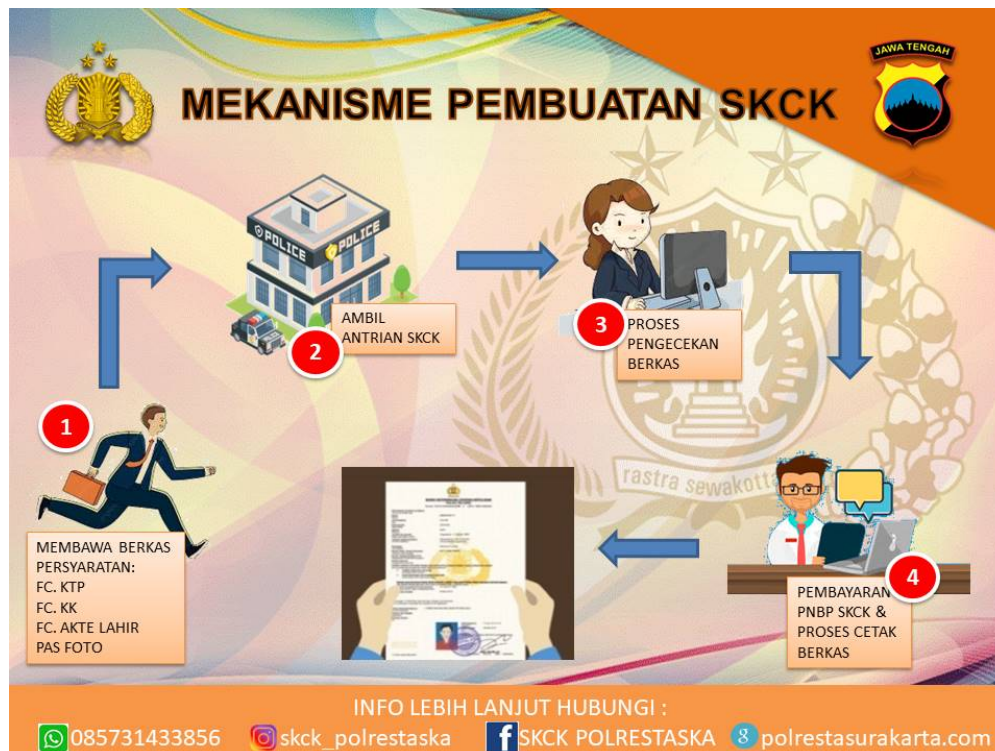 JAWA TENGAH
MEKANISME PEMBUATAN SKCK
POLICE POLICE
1
MEMBAWA BERKAS
PERSYARATAN:
FC. KTP
FC. KK
FC. AKTE LAHIR
PAS FOTO
2
AMBIL
ANTRIAN SKCK
3
PROSES
PENGECEKAN
BERKAS
rastra sewakotta
4
PEMBAYARAN
PNBP SKCK &
PROSES CETAK
BERKAS
INFO LEBIH LANJUT HUBUNGI :
085731433856 skck_polrestaska f SKCK POLRESTASKA 8 polrestasurakarta.com